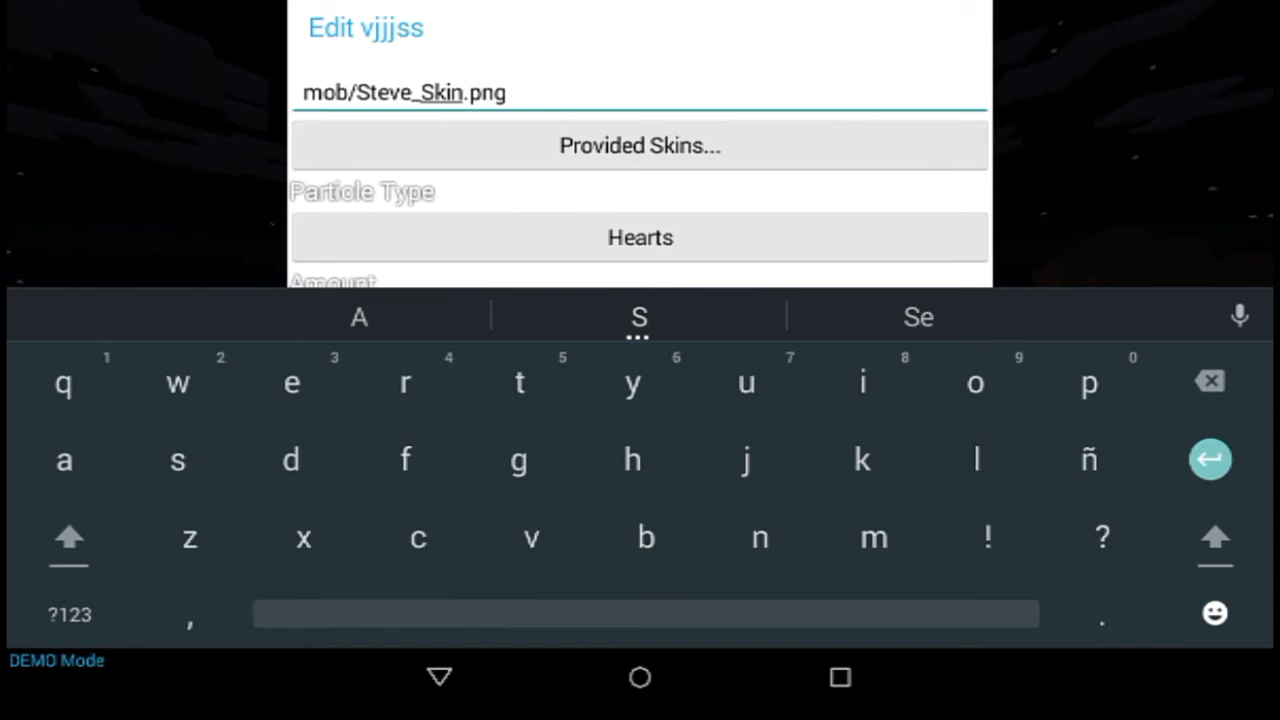 Edit vjjjss
mob/Steve_Skin.png
Provided Skins...
Particle Type
Hearts
Amount
A S Se
1 2 3 4 5 6 7 8 9 0
q w e r t y u i o p
a s d f g h j k l ñ
z x c v b n m ! ?
?123 , .
DEMO Mode